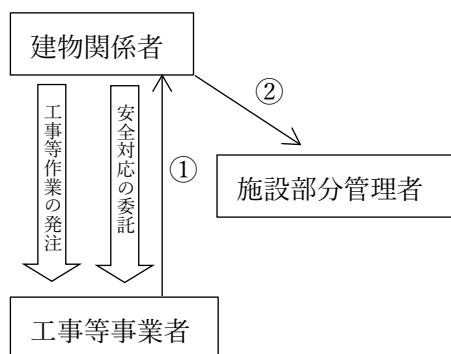 建物関係者
工事等作業の発注
安全対応の委託
①
②
施設部分管理者
工事等事業者